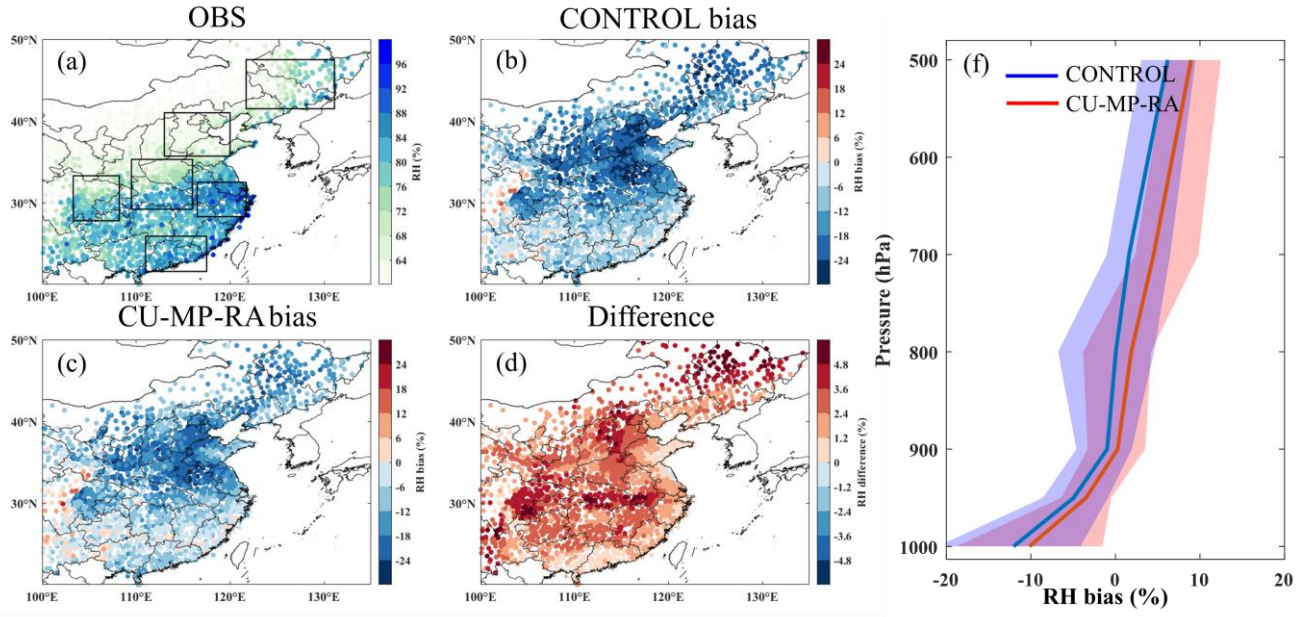 OBS
(a)
50°N
40°N
30°N
100°E
110°E
120°E
130°E
96
92
88
84
80
76
72
68
64
RH (%)
CONTROL bias
(b)
50°N
40°N
30°N
100°E
110°E
120°E
130°E
24
18
12
6
0
-6
-12
-18
-24
RH bias (%)
CU-MP-RA bias
(c)
50°N
40°N
30°N
100°E
110°E
120°E
130°E
24
18
12
6
0
-6
-12
-18
-24
RH bias (%)
Difference
(d)
50°N
40°N
30°N
100°E
110°E
120°E
130°E
4.8
3.6
2.4
1.2
0
-1.2
-2.4
-3.6
-4.8
RH difference (%)
(f)
CONTROL
CU-MP-RA
500
600
700
800
900
1000
Pressure (hPa)
-20
-10
0
10
20
RH bias (%)